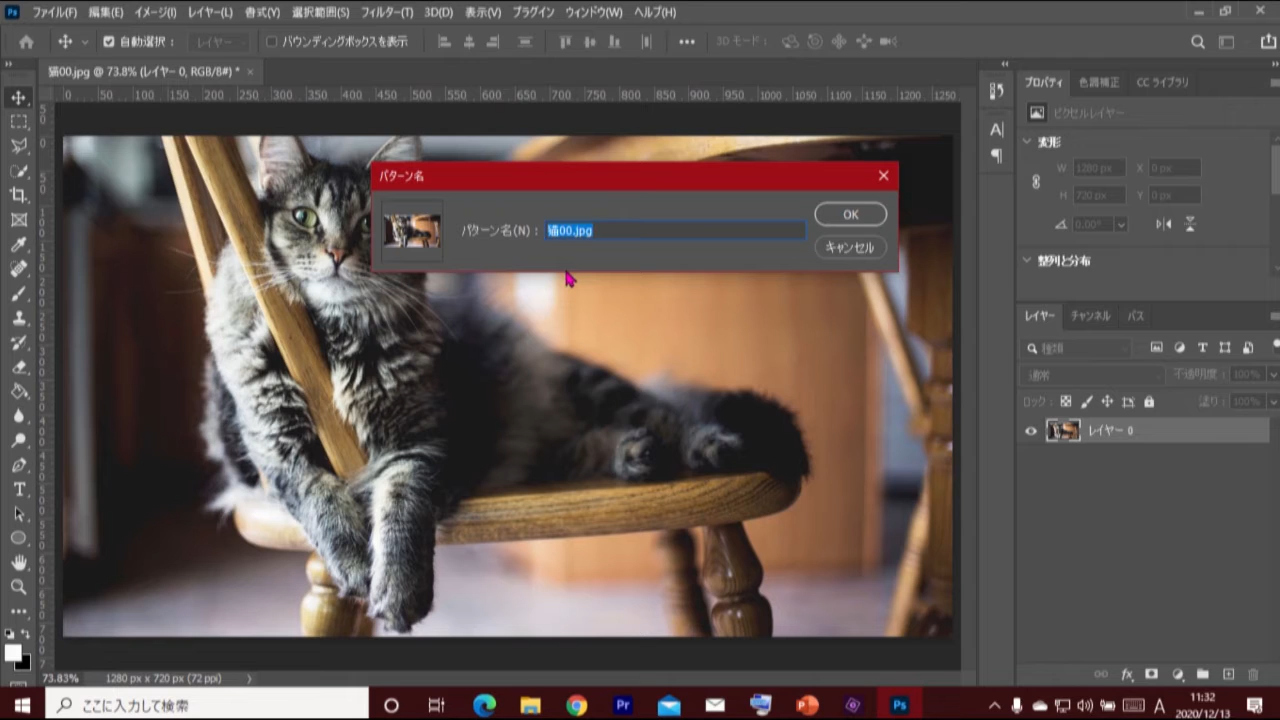 Ps ファイル(F) 編集(E) イメージ(I) レイヤー(L) 書式(Y) 選択範囲(S) フィルター(T) 3D(D) 表示(V) プラグイン ウィンドウ(W) ヘルプ(H)
自動選択： レイヤー バウンディングボックスを表示 3D モード：
猫00.jpg @ 73.8% (レイヤー 0, RGB/8#) * ×
0 50 100 150 200 250 300 350 400 450 500 550 600 650 700 750 800 850 900 950 1000 1050 1100 1150 1200 1250
パターン名
パターン名(N)： 猫00.jpg
OK
キャンセル
プロパティ 色調補正 CC ライブラリ
ピクセルレイヤー
変形
W 1280 px X 0 px
H 720 px Y 0 px
0.00°
整列と分布
レイヤー チャンネル パス
種類
通常 不透明度： 100%
ロック： 塗り： 100%
レイヤー 0
73.83% 1280 px x 720 px (72 ppi)
ここに入力して検索
Pr
Ps
A
11:32
2020/12/13